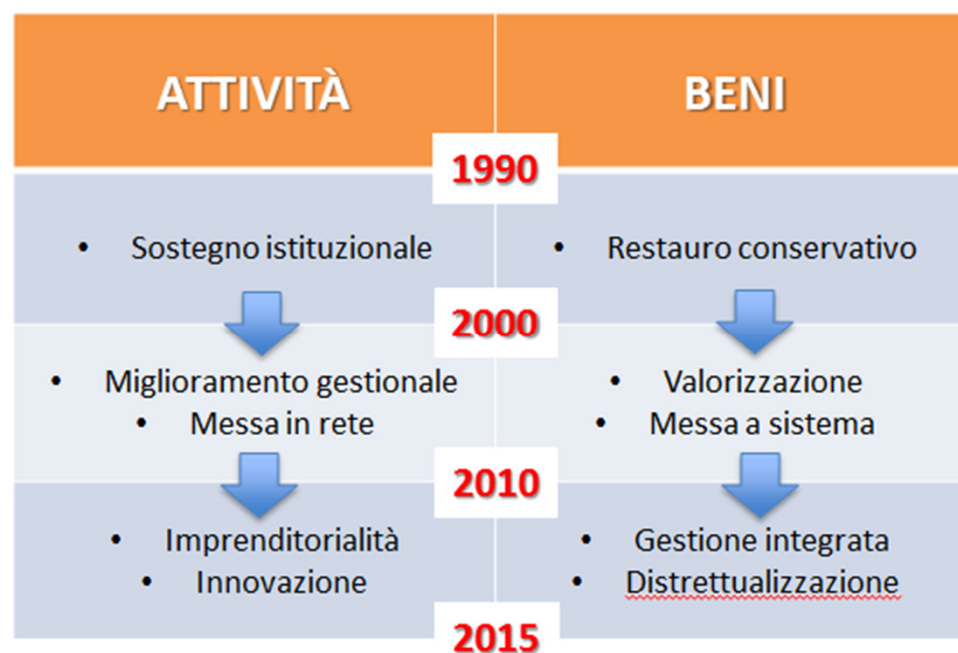 ATTIVITÀ
BENI
1990
• Sostegno istituzionale
• Restauro conservativo
2000
• Miglioramento gestionale
• Messa in rete
• Valorizzazione
• Messa a sistema
2010
• Imprenditorialità
• Innovazione
• Gestione integrata
• Distrettualizzazione
2015